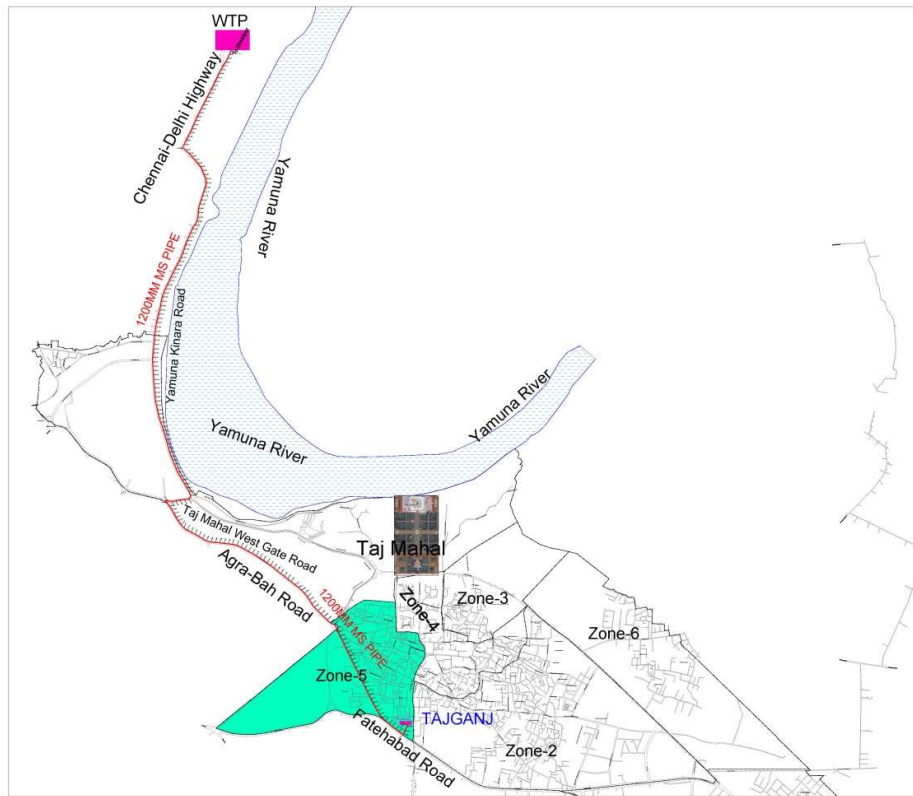 WTP
Chennai-Delhi Highway
Yamuna River
1200MM MS PIPE
Yamuna Kinara Road
Yamuna River
Yamuna River
Taj Mahal West Gate Road
Taj Mahal
Agra-Bah Road
1200MM MS PIPE
Zone-4
Zone-3
Zone-6
Zone-5
TAJGANJ
Fatehabad Road
Zone-2